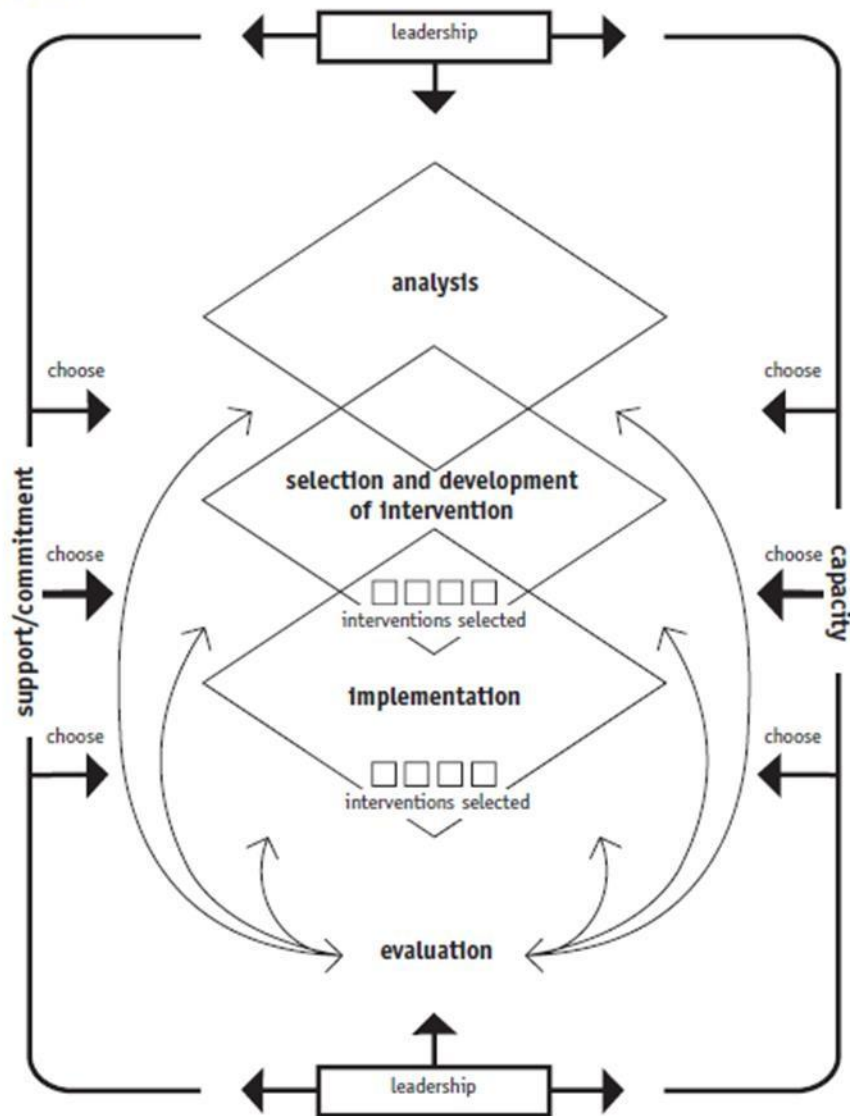 leadership
analysis
choose
choose
selection and development
of intervention
support/commitment
capacity
choose
choose
interventions selected
implementation
choose
choose
interventions selected
evaluation
leadership